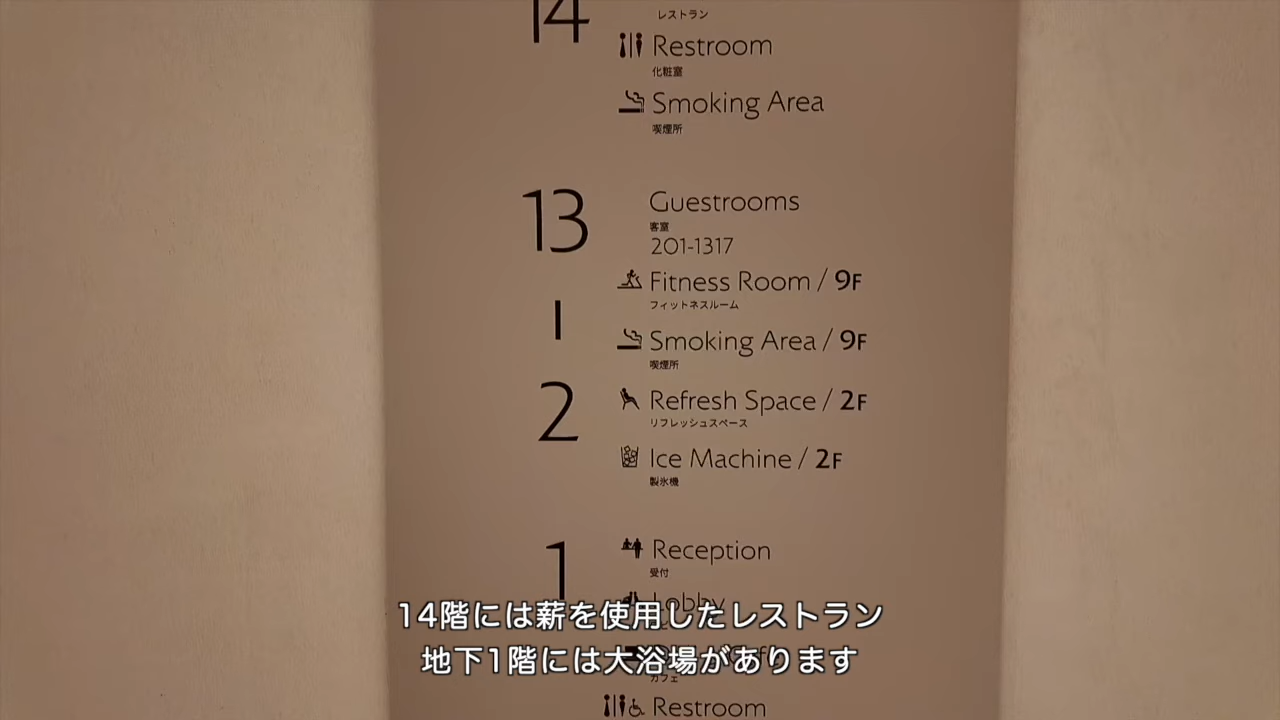 14
レストラン
Restroom
化粧室
Smoking Area
喫煙所
13
Guestrooms
客室
201-1317
Fitness Room / 9F
フィットネスルーム
Smoking Area / 9F
喫煙所
2
Refresh Space / 2F
リフレッシュスペース
Ice Machine / 2F
製氷機
1
Reception
受付
Lobby
14階には薪を使用したレストラン
地下1階には大浴場があります
カフェ
Restroom